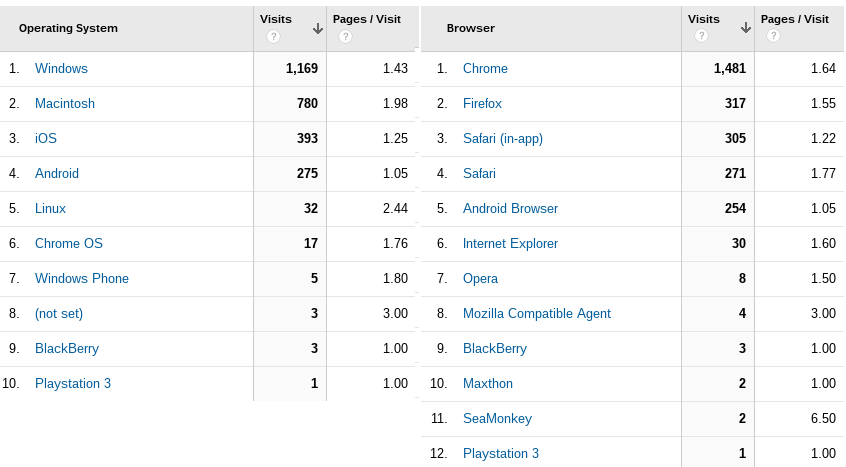 Operating System Visits Pages / Visit
? ?
1. Windows 1,169 1.43
2. Macintosh 780 1.98
3. iOS 393 1.25
4. Android 275 1.05
5. Linux 32 2.44
6. Chrome OS 17 1.76
7. Windows Phone 5 1.80
8. (not set) 3 3.00
9. BlackBerry 3 1.00
10. Playstation 3 1 1.00
Browser Visits Pages / Visit
? ?
1. Chrome 1,481 1.64
2. Firefox 317 1.55
3. Safari (in-app) 305 1.22
4. Safari 271 1.77
5. Android Browser 254 1.05
6. Internet Explorer 30 1.60
7. Opera 8 1.50
8. Mozilla Compatible Agent 4 3.00
9. BlackBerry 3 1.00
10. Maxthon 2 1.00
11. SeaMonkey 2 6.50
12. Playstation 3 1 1.00